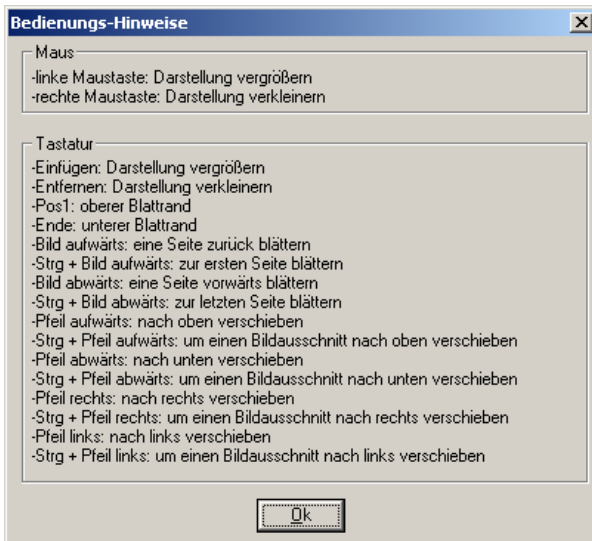 Bedienungs-Hinweise
Maus
-linke Maustaste: Darstellung vergrößern
-rechte Maustaste: Darstellung verkleinern
Tastatur
-Einfügen: Darstellung vergrößern
-Entfernen: Darstellung verkleinern
-Pos1: oberer Blattrand
-Ende: unterer Blattrand
-Bild aufwärts: eine Seite zurück blättern
-Strg + Bild aufwärts: zur ersten Seite blättern
-Bild abwärts: eine Seite vorwärts blättern
-Strg + Bild abwärts: zur letzten Seite blättern
-Pfeil aufwärts: nach oben verschieben
-Strg + Pfeil aufwärts: um einen Bildausschnitt nach oben verschieben
-Pfeil abwärts: nach unten verschieben
-Strg + Pfeil abwärts: um einen Bildausschnitt nach unten verschieben
-Pfeil rechts: nach rechts verschieben
-Strg + Pfeil rechts: um einen Bildausschnitt nach rechts verschieben
-Pfeil links: nach links verschieben
-Strg + Pfeil links: um einen Bildausschnitt nach links verschieben
Ok